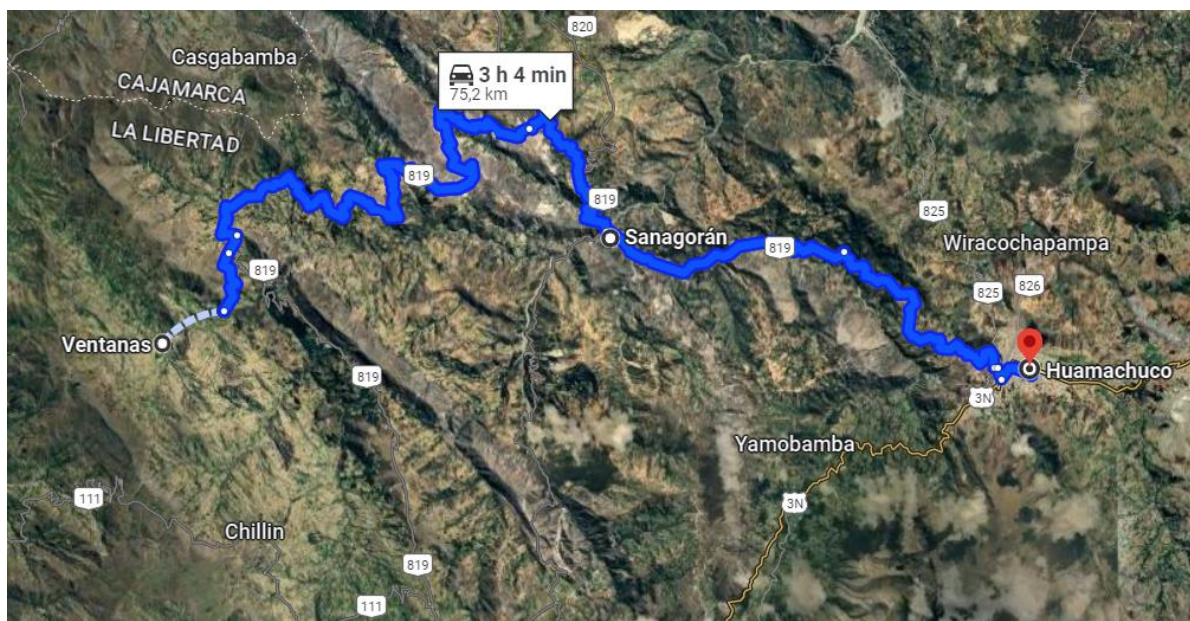 820
Casgabamba
CAJAMARCA
3 h 4 min
75,2 km
LA LIBERTAD
819
819
825
Sanagorán
819
Wiracochapampa
819
825
826
Ventanas
819
Huamachuco
3N
Yamobamba
111
3N
Chillin
819
111